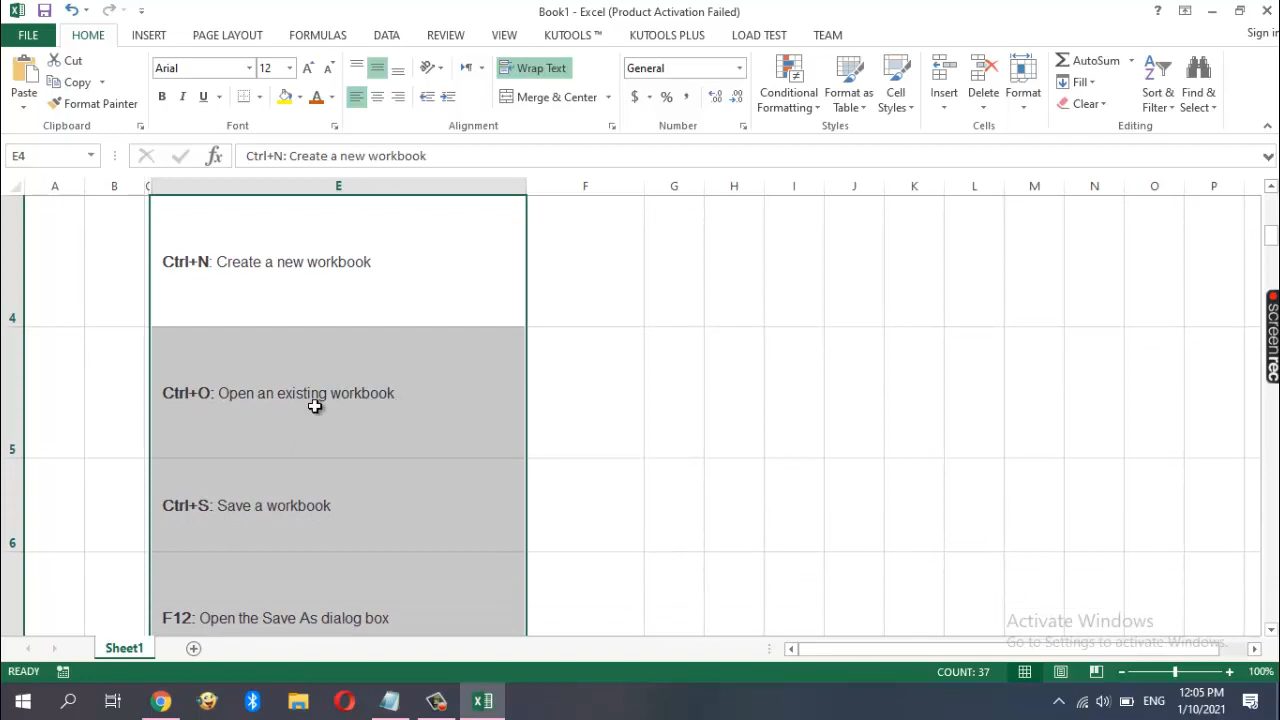 Book1 - Excel (Product Activation Failed)
?
FILE HOME INSERT PAGE LAYOUT FORMULAS DATA REVIEW VIEW KUTOOLS ™ KUTOOLS PLUS LOAD TEST TEAM Sign in
Paste
Cut
Copy
Format Painter
Clipboard
Arial 12
B I U
Font
Wrap Text
Merge & Center
Alignment
General
$ % ,
Number
Conditional Formatting
Format as Table
Cell Styles
Styles
Insert Delete Format
Cells
AutoSum
Fill
Clear
Sort & Filter
Find & Select
Editing
E4 fx Ctrl+N: Create a new workbook
A B C E F G H I J K L M N O P
4 Ctrl+N: Create a new workbook
5 Ctrl+O: Open an existing workbook
6 Ctrl+S: Save a workbook
F12: Open the Save As dialog box
screenrec
Activate Windows
Go to Settings to activate Windows.
Sheet1
READY COUNT: 37 100%
ENG 12:05 PM
1/10/2021